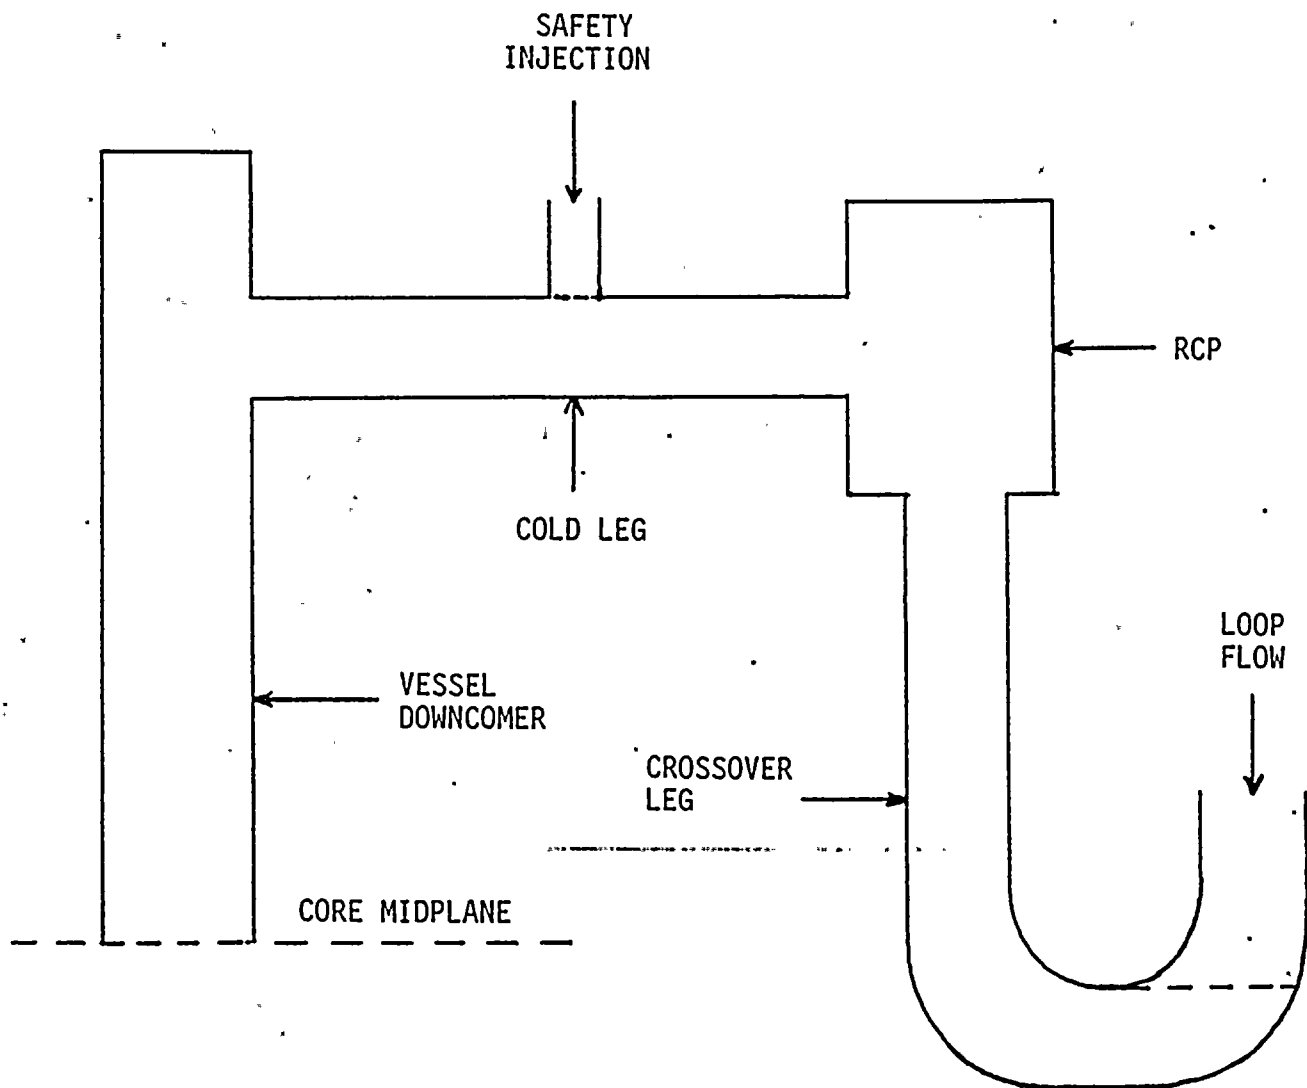 SAFETY
INJECTION
RCP
COLD LEG
LOOP
FLOW
VESSEL
DOWNCOMER
CROSSOVER
LEG
CORE MIDPLANE